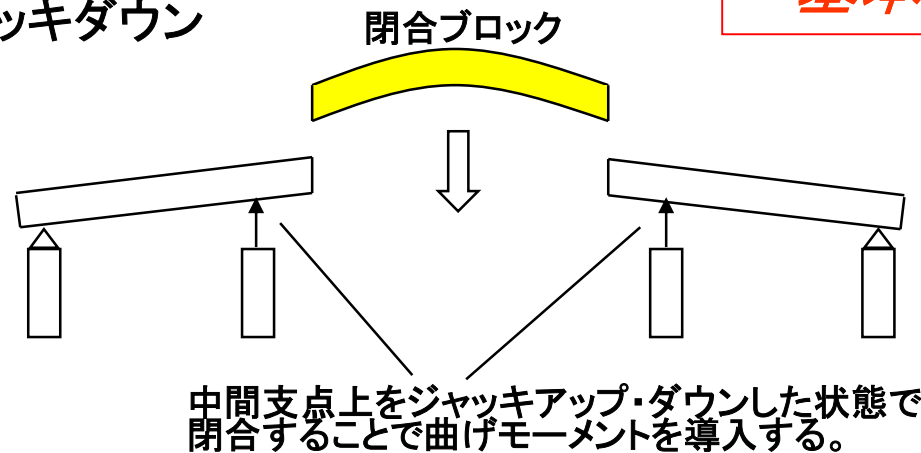 ッキダウン
閉合ブロック
中間支点上をジャッキアップ・ダウンした状態で
閉合することで曲げモーメントを導入する。